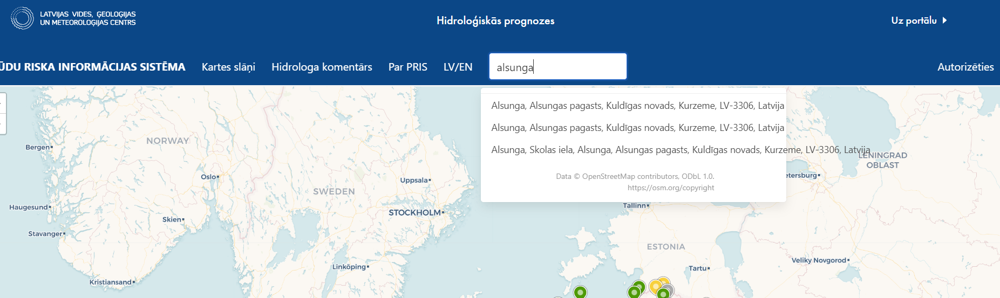 LATVIJAS VIDES, ĢEOLOĢIJAS
UN METEOROLOĢIJAS CENTRS
Hidroloģiskās prognozes
Uz portālu
ŪDU RISKA INFORMĀCIJAS SISTĒMA
Kartes slāņi
Hidrologa komentārs
Par PRIS
LV/EN
alsunga
Autorizēties
Alsunga, Alsungas pagasts, Kuldīgas novads, Kurzeme, LV-3306, Latvija
Alsunga, Alsungas pagasts, Kuldīgas novads, Kurzeme, LV-3306, Latvija
Alsunga, Skolas iela, Alsunga, Alsungas pagasts, Kuldīgas novads, Kurzeme, LV-3306, Latvija
Data © OpenStreetMap contributors, ODbL 1.0.
https://osm.org/copyright
NORWAY
Bergen
Oslo
Uppsala
SWEDEN
LENINGRAD
OBLAST
etersburg
Haugesund
Skien
STOCKHOLM
Tallinn
Stavanger
ESTONIA
Linköping
Tartu
Veliky Novgorod
Kristiansand